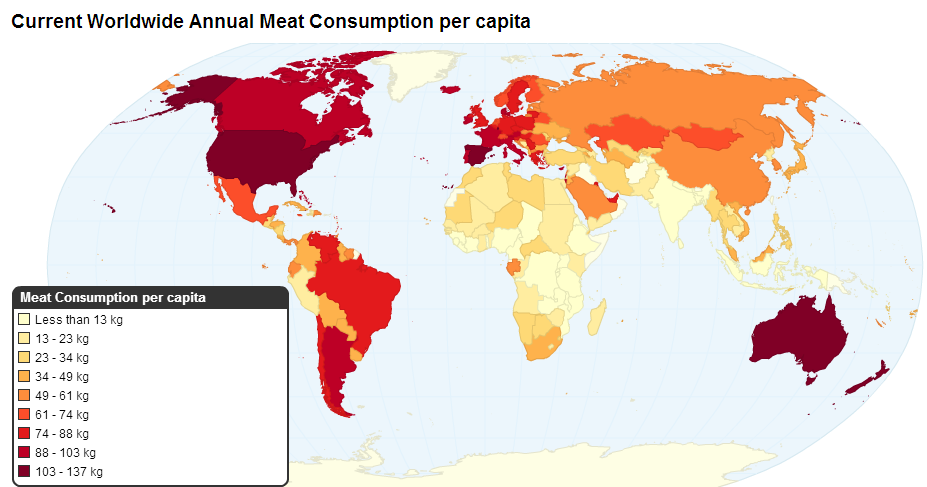 Current Worldwide Annual Meat Consumption per capita
Meat Consumption per capita
Less than 13 kg
13 - 23 kg
23 - 34 kg
34 - 49 kg
49 - 61 kg
61 - 74 kg
74 - 88 kg
88 - 103 kg
103 - 137 kg